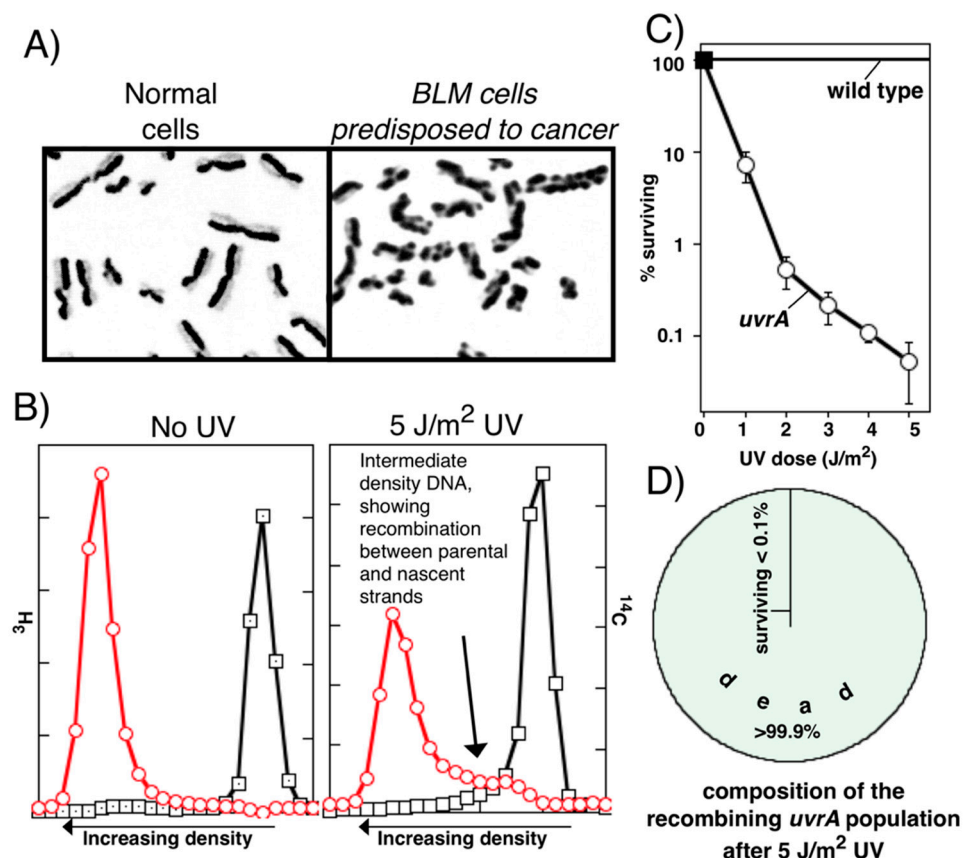 A)
Normal
cells
BLM cells
predisposed to cancer
B)
No UV
5 J/m² UV
Intermediate
density DNA,
showing
recombination
between parental
and nascent
strands
³H
¹⁴C
Increasing density
Increasing density
C)
100
10
1
0.1
% surviving
wild type
uvrA
0 1 2 3 4 5
UV dose (J/m²)
D)
surviving < 0.1%
dead
>99.9%
composition of the
recombining uvrA population
after 5 J/m² UV